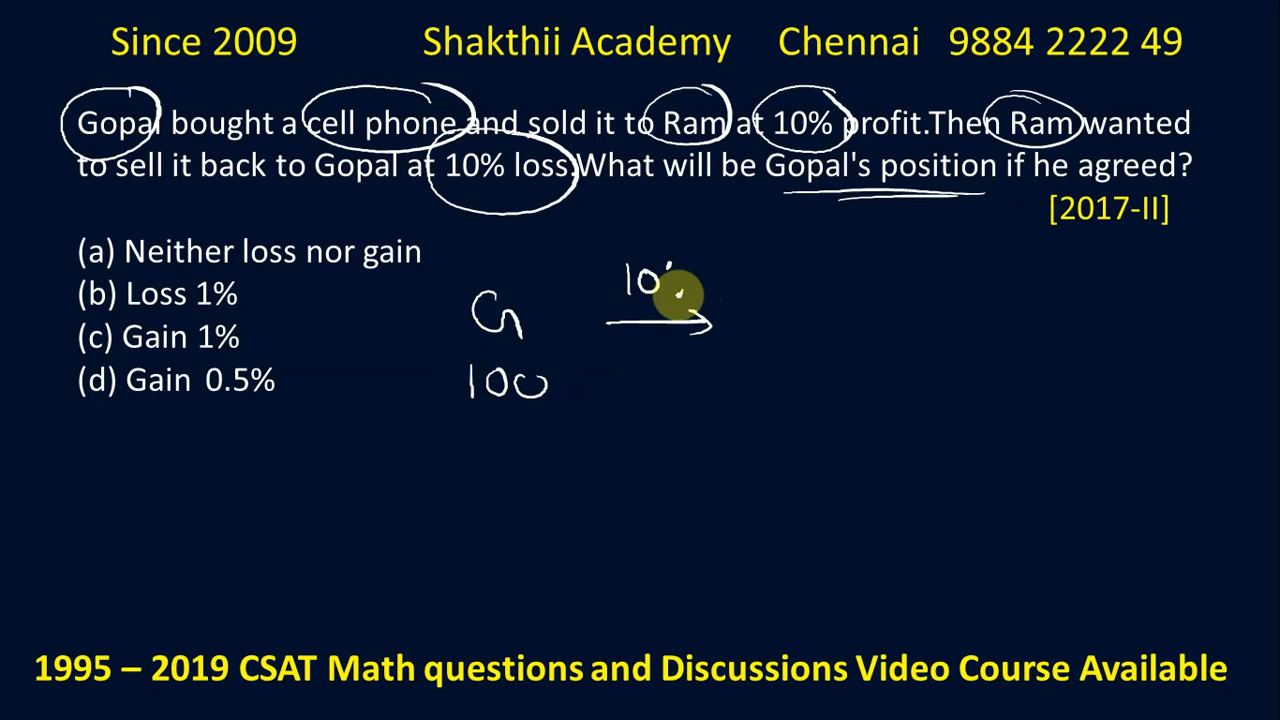 Since 2009 Shakthii Academy Chennai 9884 2222 49
Gopal bought a cell phone and sold it to Ram at 10% profit.Then Ram wanted
to sell it back to Gopal at 10% loss.What will be Gopal's position if he agreed?
[2017-II]
(a) Neither loss nor gain
(b) Loss 1%
(c) Gain 1%
(d) Gain 0.5%
10%
G
100
1995 – 2019 CSAT Math questions and Discussions Video Course Available